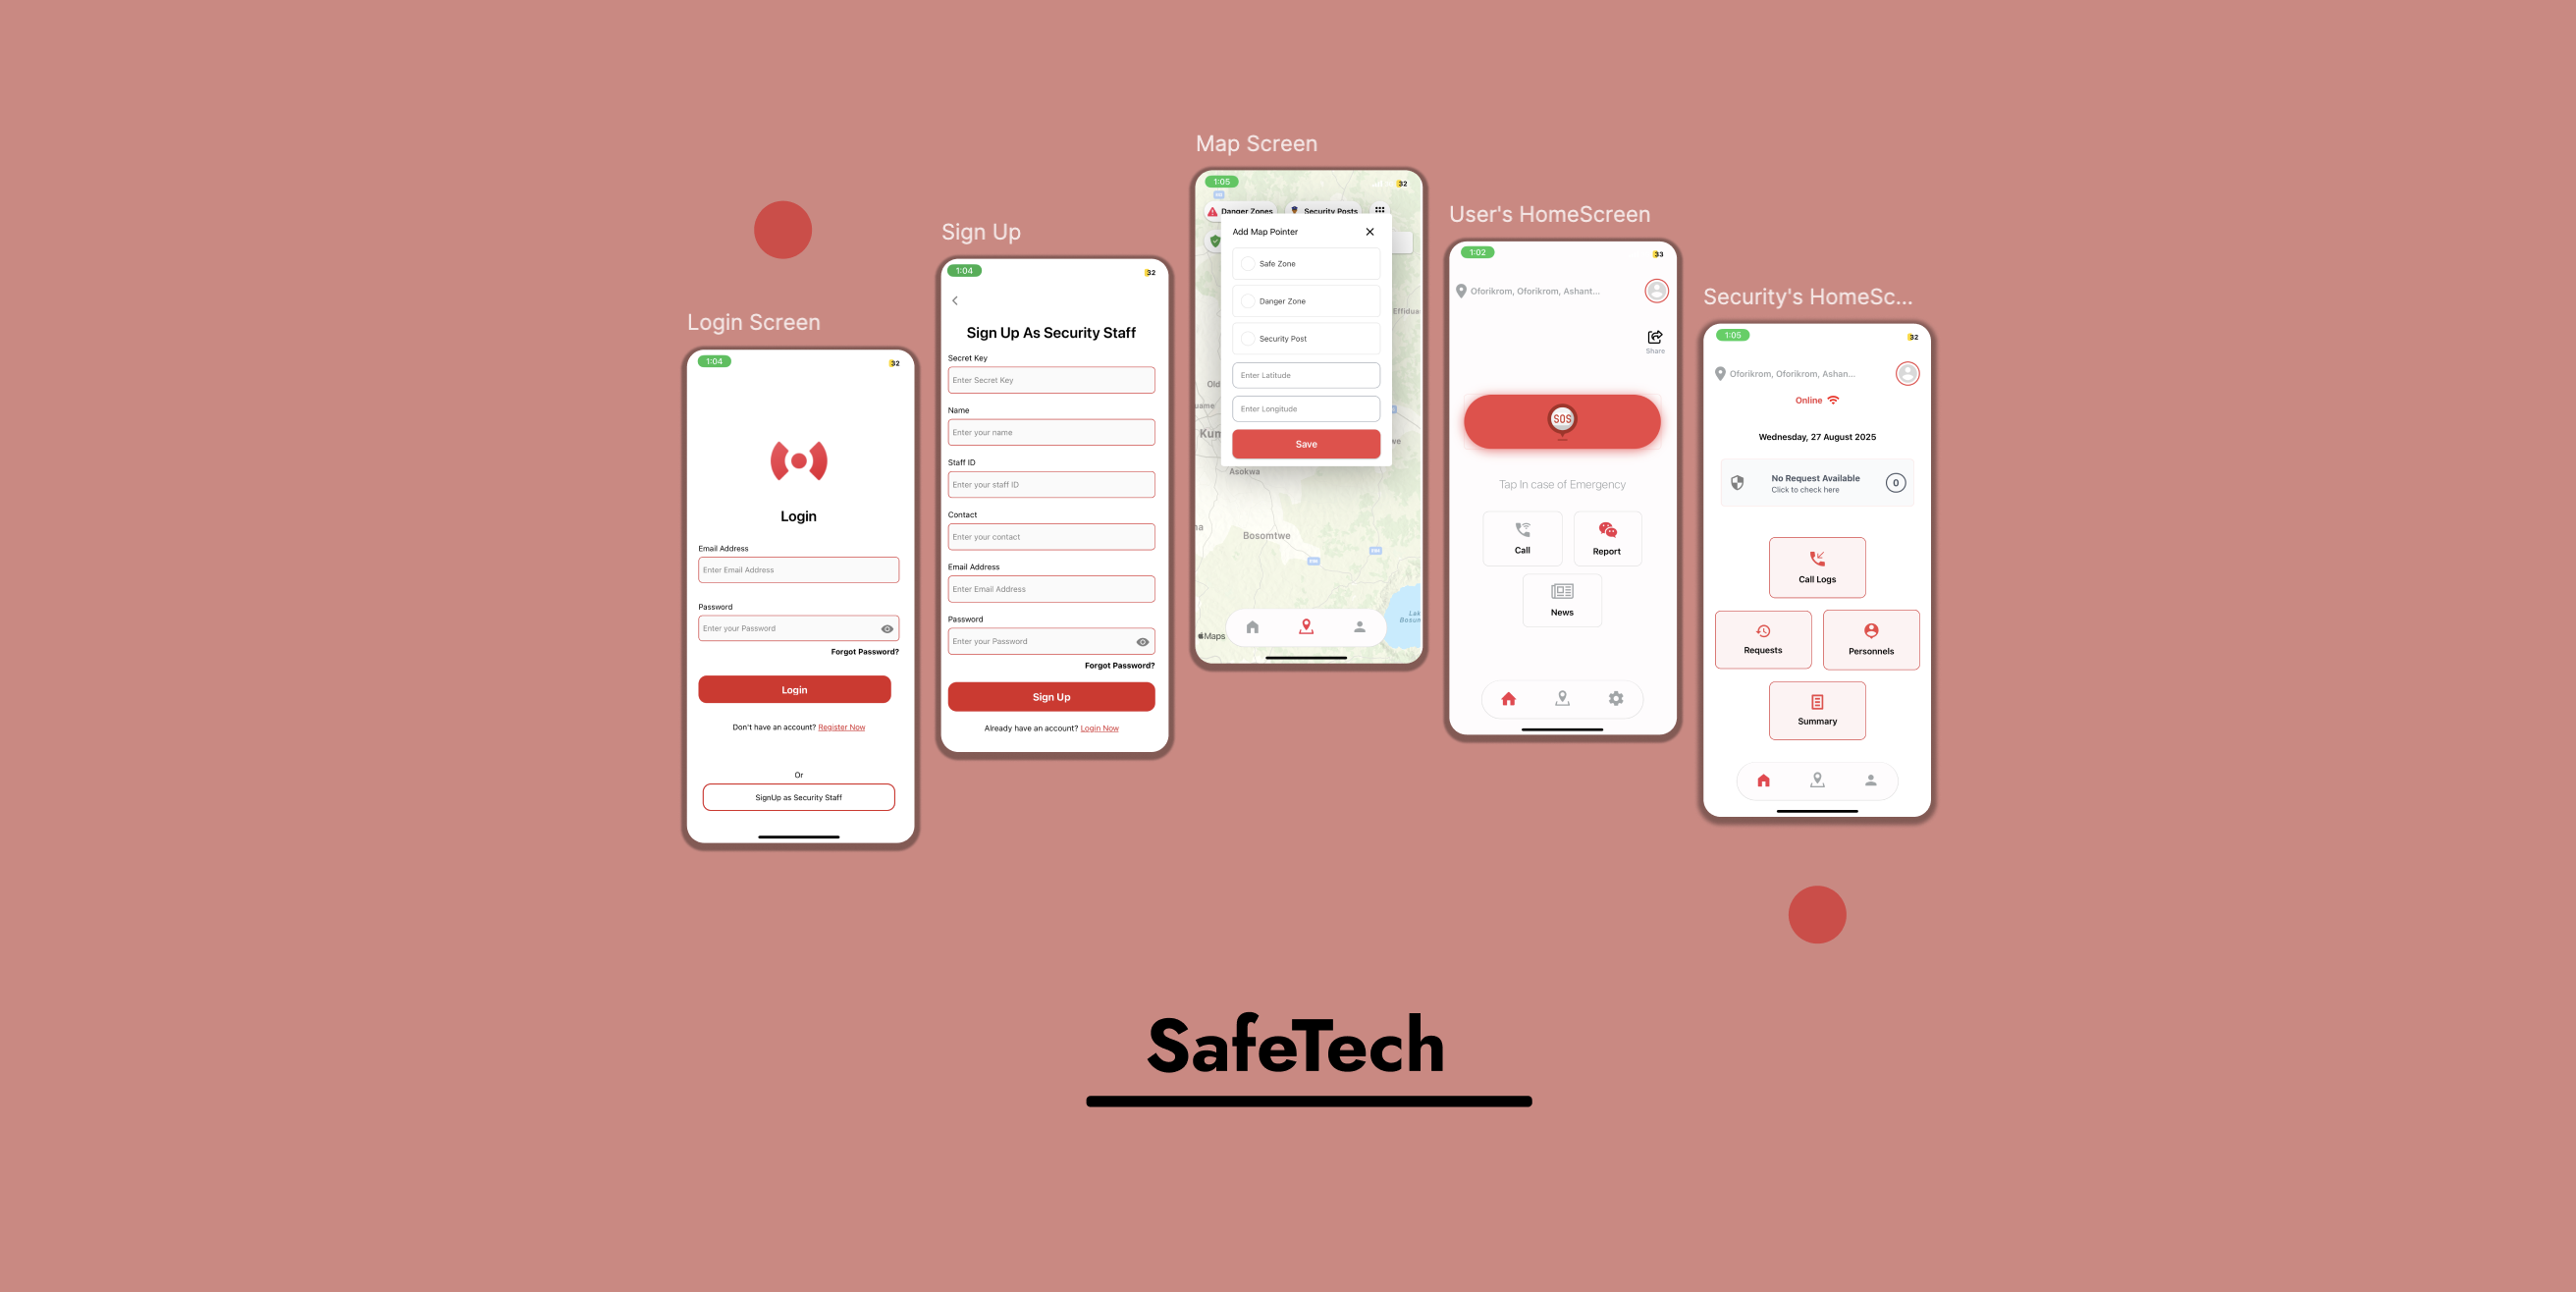 Login Screen
1:04
32
Login
Email Address
Enter Email Address
Password
Enter your Password
Forgot Password?
Login
Don't have an account? Register Now
Or
SignUp as Security Staff
Sign Up
1:04
32
Sign Up As Security Staff
Secret Key
Enter Secret Key
Name
Enter your name
Staff ID
Enter your staff ID
Contact
Enter your contact
Email Address
Enter Email Address
Password
Enter your Password
Forgot Password?
Sign Up
Already have an account? Login Now
Map Screen
1:05
32
Danger Zones
Security Posts
Add Map Pointer
Safe Zone
Danger Zone
Security Post
Enter Latitude
Enter Longitude
Save
Effidua
Old
Kum
Asokwa
Bosomtwe
Maps
User's HomeScreen
1:02
33
Oforikrom, Oforikrom, Ashant...
Share
SOS
Tap In case of Emergency
Call
Report
News
Security's HomeSc...
1:05
32
Oforikrom, Oforikrom, Ashan...
Online
Wednesday, 27 August 2025
No Request Available
Click to check here
0
Call Logs
Requests
Personnels
Summary
SafeTech